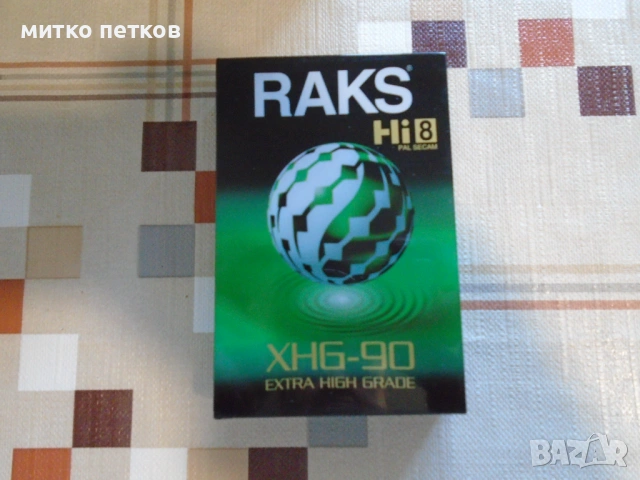 митко петков
RAKS®
Hi8
PAL SECAM
XHG-90
EXTRA HIGH GRADE
BAZAR